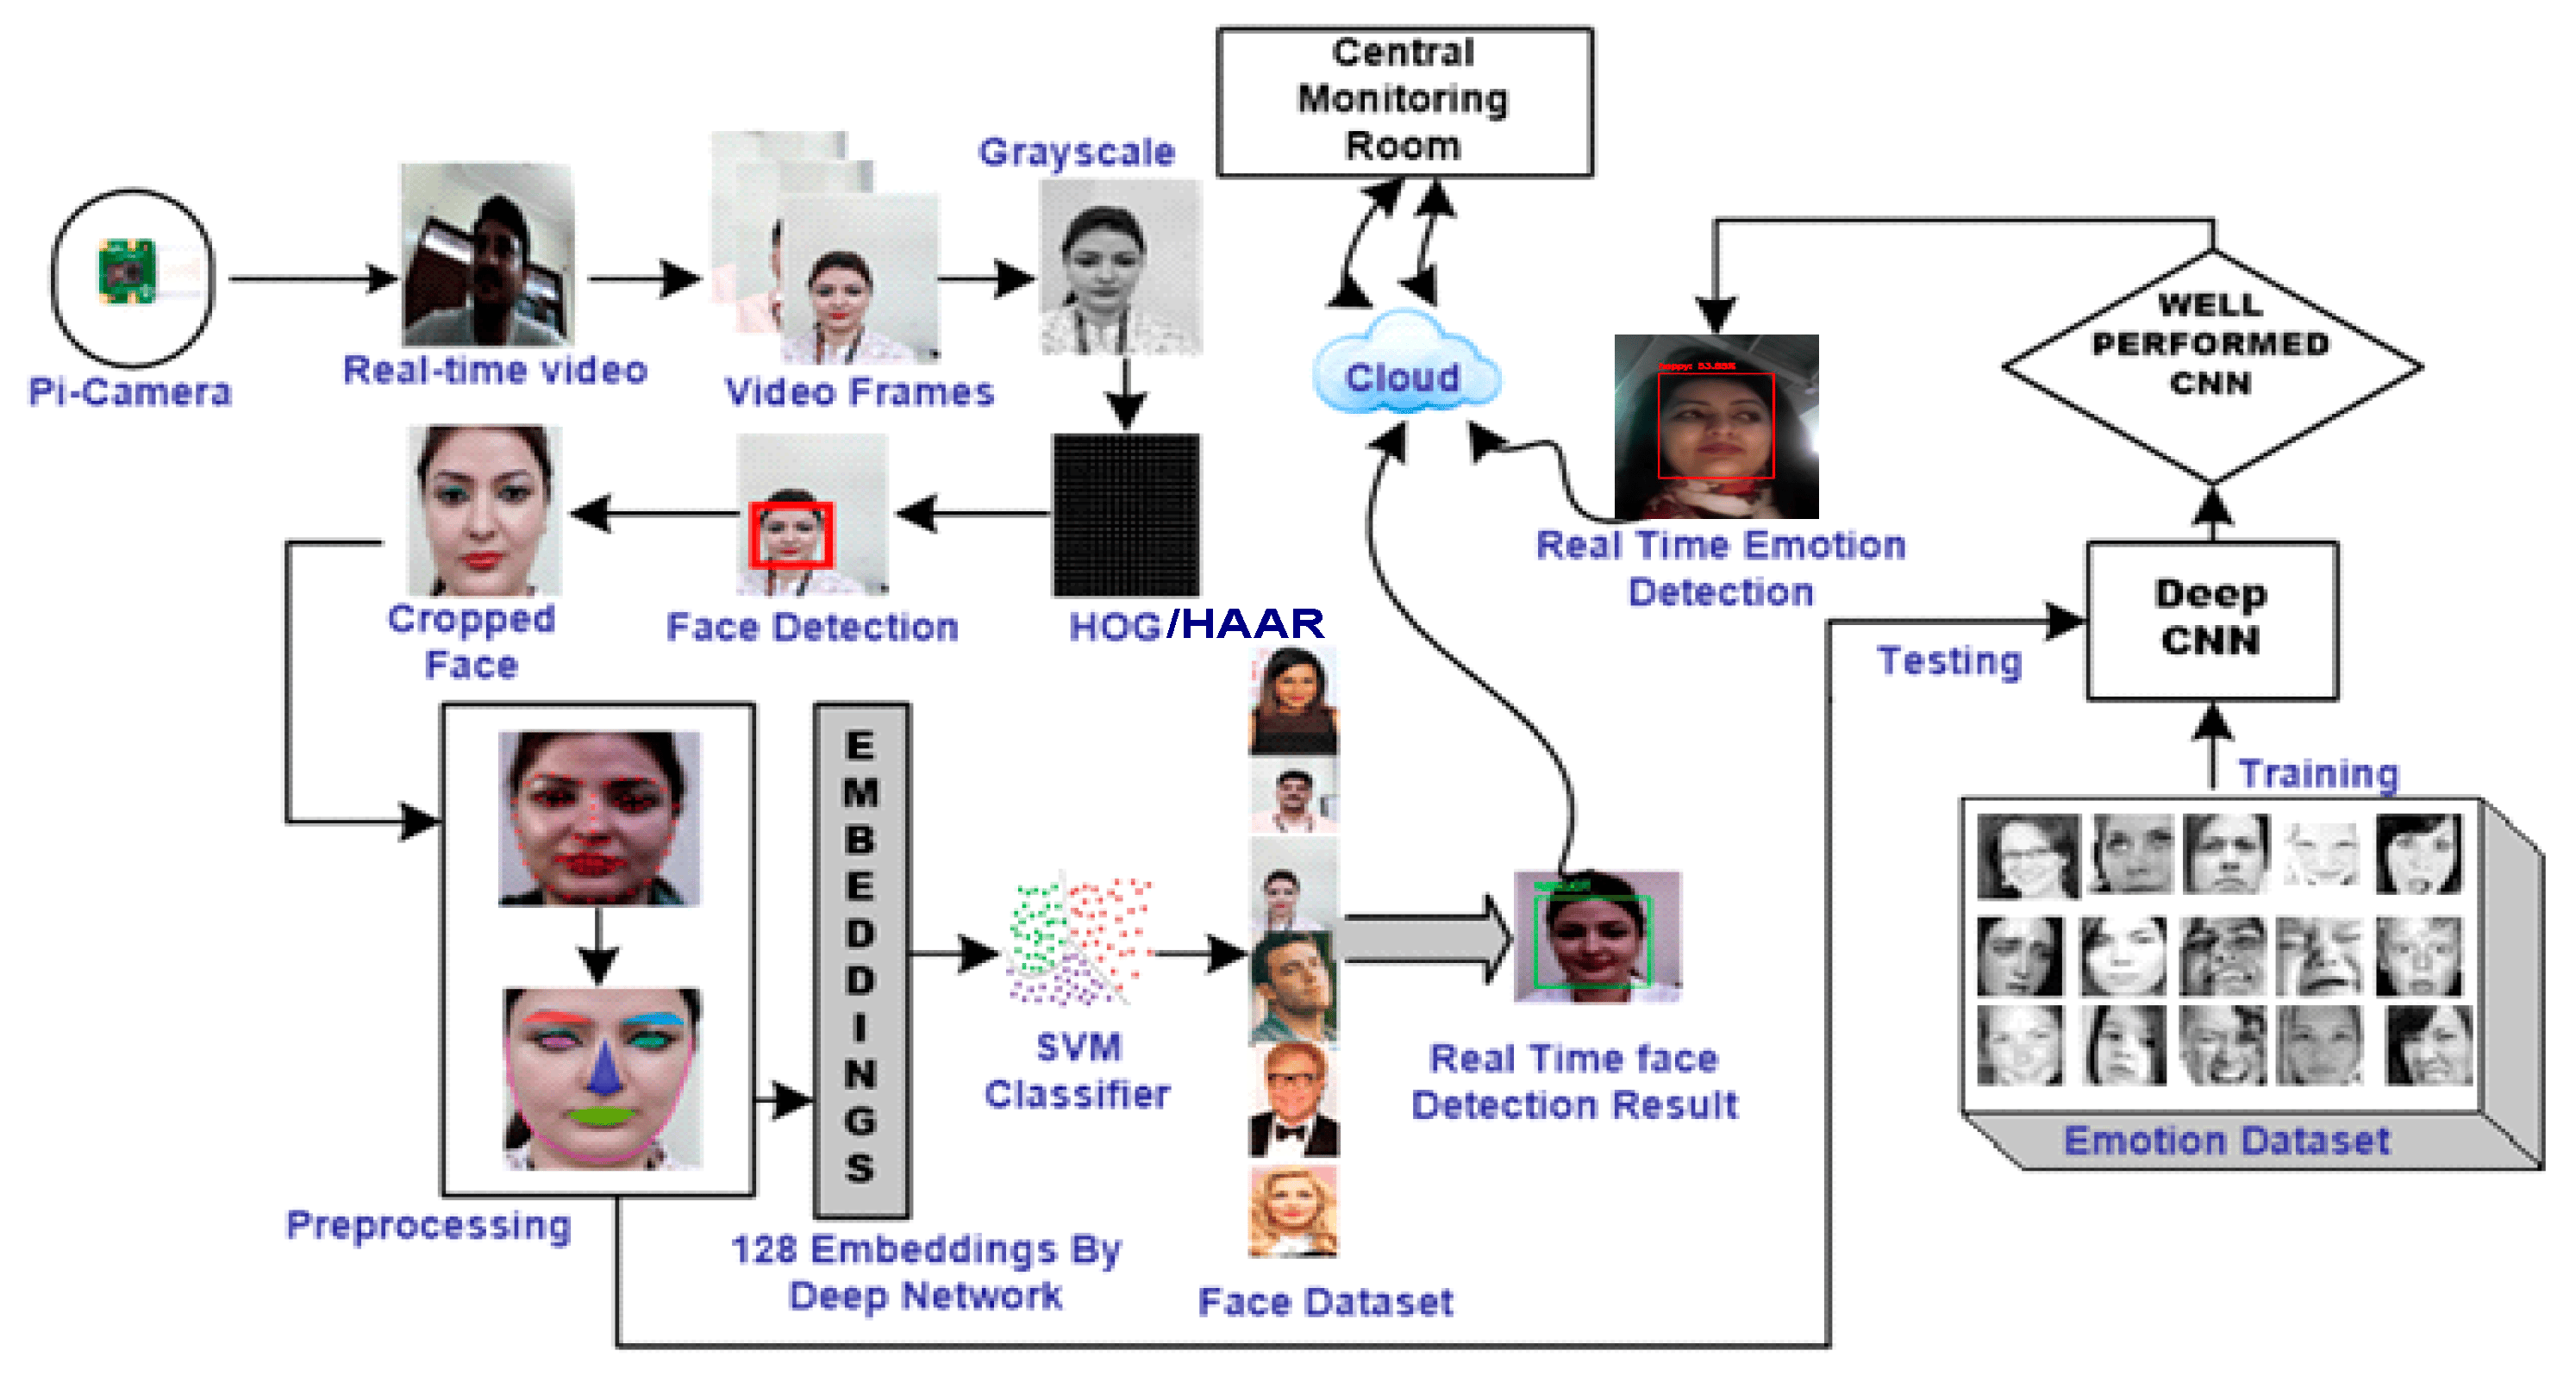 Central
Monitoring
Room
Grayscale
Pi-Camera
Real-time video
Video Frames
Cloud
WELL
PERFORMED
CNN
Cropped
Face
Face Detection
HOG/HAAR
Real Time Emotion
Detection
Testing
Deep
CNN
Training
EMBEDDINGS
SVM
Classifier
Real Time face
Detection Result
Emotion Dataset
Preprocessing
128 Embeddings By
Deep Network
Face Dataset